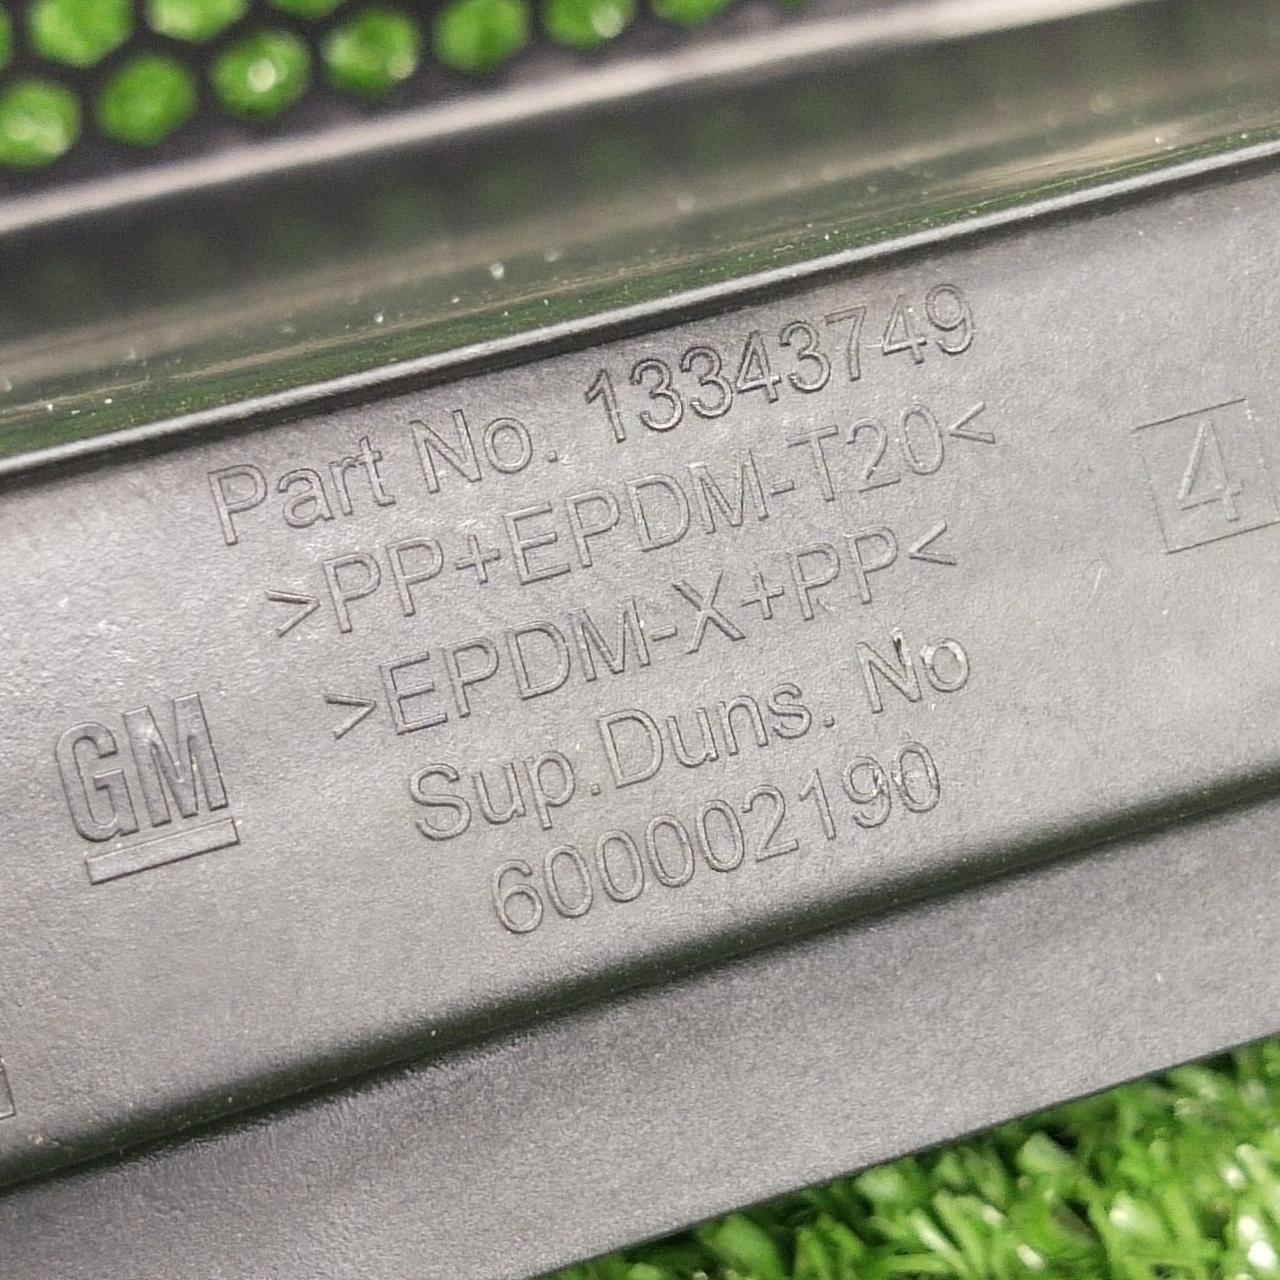 Part No. 13343749
>PP+EPDM-T20<
>EPDM-X+PP<
Sup.Duns. No
600002190
GM
4